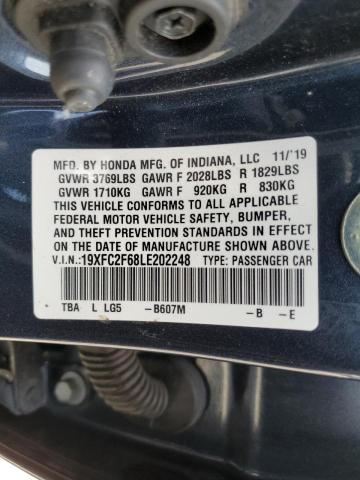 MFD. BY HONDA MFG. OF INDIANA, LLC 11/'19
GVWR 3769LBS GAWR F 2028LBS R 1829LBS
GVWR 1710KG GAWR F 920KG R 830KG
THIS VEHICLE CONFORMS TO ALL APPLICABLE
FEDERAL MOTOR VEHICLE SAFETY, BUMPER,
AND THEFT PREVENTION STANDARDS IN EFFECT
ON THE DATE OF MANUFACTURE SHOWN ABOVE.
V.I.N.:19XFC2F68LE202248 TYPE: PASSENGER CAR
TBA L LG5 -B607M -B -E